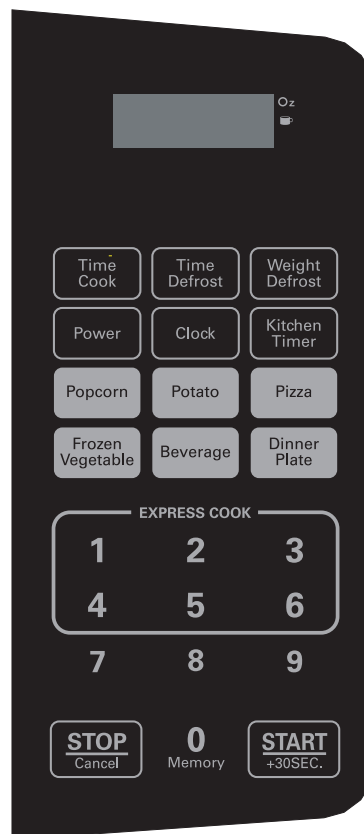 Oz
Time Cook
Time Defrost
Weight Defrost
Power
Clock
Kitchen Timer
Popcorn
Potato
Pizza
Frozen Vegetable
Beverage
Dinner Plate
EXPRESS COOK
1 2 3
4 5 6
7 8 9
STOP
Cancel
0
Memory
START
+30SEC.